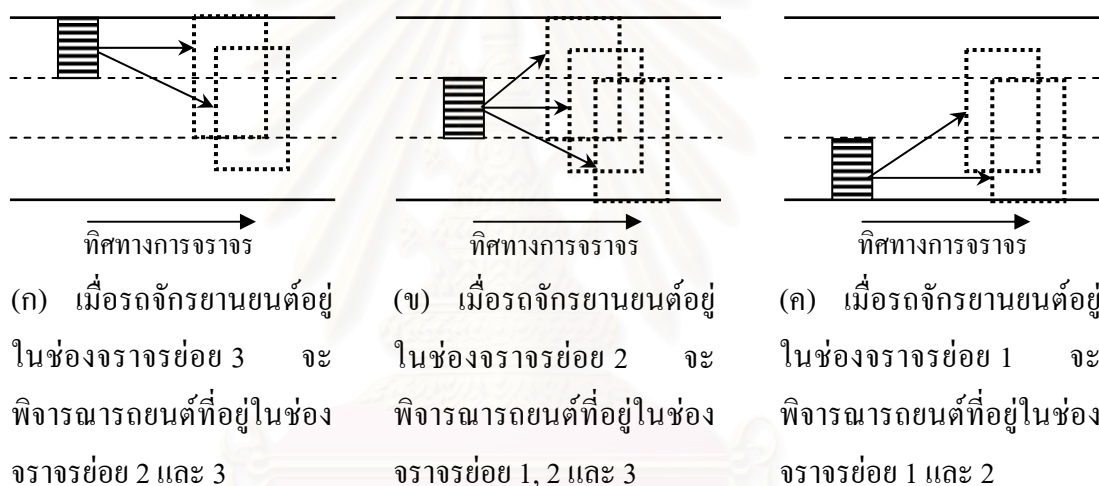 ทิศทางการจราจร
(ก) เมื่อรถจักรยานยนต์อยู่
ในช่องจราจรย่อย 3 จะ
พิจารณารถยนต์ที่อยู่ในช่อง
จราจรย่อย 2 และ 3
ทิศทางการจราจร
(ข) เมื่อรถจักรยานยนต์อยู่
ในช่องจราจรย่อย 2 จะ
พิจารณารถยนต์ที่อยู่ในช่อง
จราจรย่อย 1, 2 และ 3
ทิศทางการจราจร
(ค) เมื่อรถจักรยานยนต์อยู่
ในช่องจราจรย่อย 1 จะ
พิจารณารถยนต์ที่อยู่ในช่อง
จราจรย่อย 1 และ 2